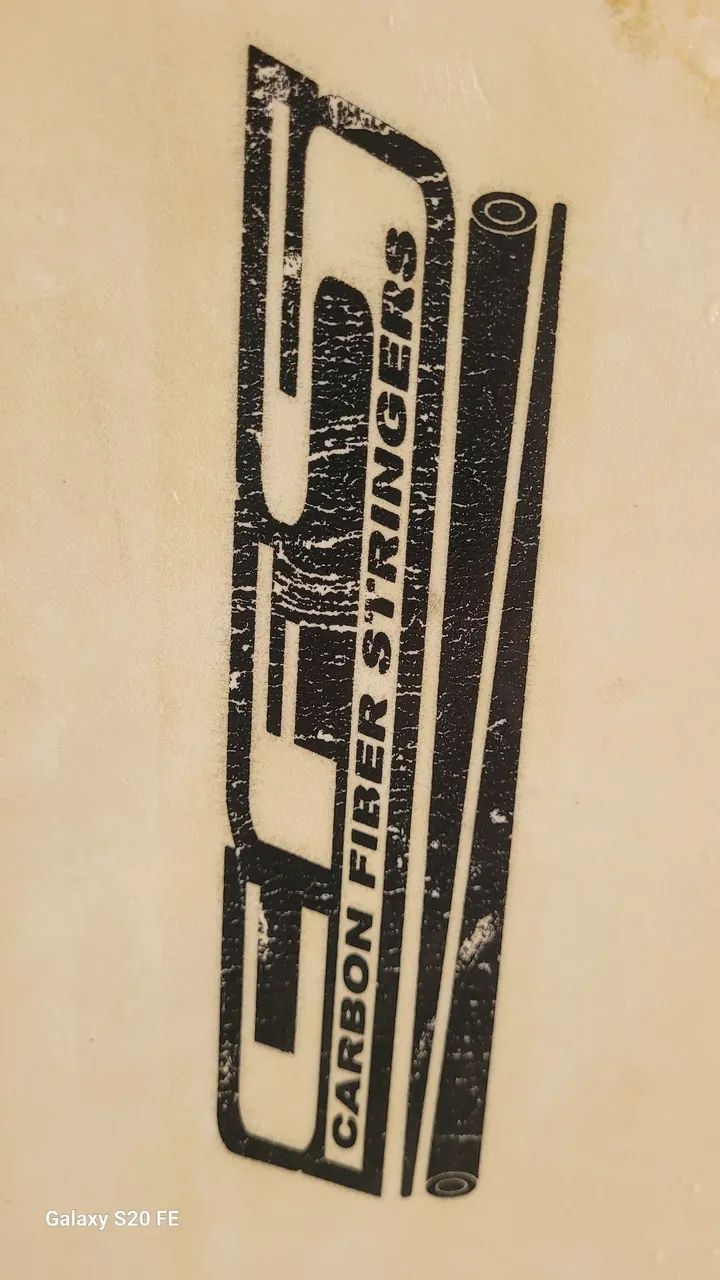 CFS
CARBON FIBER STRINGERS
Galaxy S20 FE